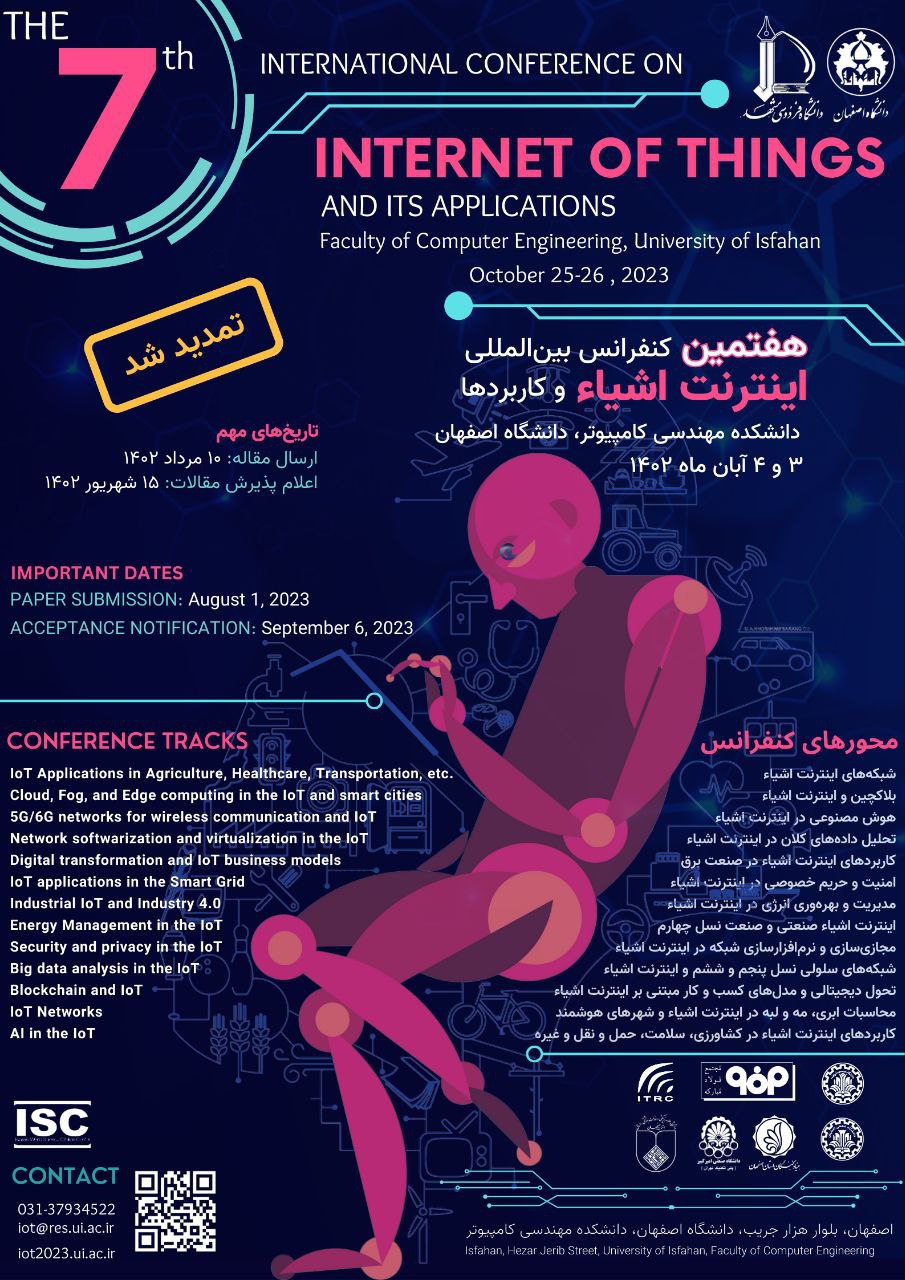 THE
7th
INTERNATIONAL CONFERENCE ON
INTERNET OF THINGS
AND ITS APPLICATIONS
Faculty of Computer Engineering, University of Isfahan
October 25-26 , 2023
دانشگاه فردوسی مشهد
دانشگاه اصفهان
تمدید شد
هفتمین کنفرانس بین‌المللی
اینترنت اشیاء و کاربردها
دانشکده مهندسی کامپیوتر، دانشگاه اصفهان
۳ و ۴ آبان ماه ۱۴۰۲
تاریخ‌های مهم
ارسال مقاله: ۱۰ مرداد ۱۴۰۲
اعلام پذیرش مقالات: ۱۵ شهریور ۱۴۰۲
IMPORTANT DATES
PAPER SUBMISSION: August 1, 2023
ACCEPTANCE NOTIFICATION: September 6, 2023
CONFERENCE TRACKS
IoT Applications in Agriculture, Healthcare, Transportation, etc.
Cloud, Fog, and Edge computing in the IoT and smart cities
5G/6G networks for wireless communication and IoT
Network softwarization and virtualization in the IoT
Digital transformation and IoT business models
IoT applications in the Smart Grid
Industrial IoT and Industry 4.0
Energy Management in the IoT
Security and privacy in the IoT
Big data analysis in the IoT
Blockchain and IoT
IoT Networks
AI in the IoT
محورهای کنفرانس
شبکه‌های اینترنت اشیاء
بلاکچین و اینترنت اشیاء
هوش مصنوعی در اینترنت اشیاء
تحلیل داده‌های کلان در اینترنت اشیاء
کاربردهای اینترنت اشیاء در صنعت برق
امنیت و حریم خصوصی در اینترنت اشیاء
مدیریت و بهره‌وری انرژی در اینترنت اشیاء
اینترنت اشیاء صنعتی و صنعت نسل چهارم
مجازی‌سازی و نرم‌افزارسازی شبکه در اینترنت اشیاء
شبکه‌های سلولی نسل پنجم و ششم و اینترنت اشیاء
تحول دیجیتالی و مدل‌های کسب و کار مبتنی بر اینترنت اشیاء
محاسبات ابری، مه و لبه در اینترنت اشیاء و شهرهای هوشمند
کاربردهای اینترنت اشیاء در کشاورزی، سلامت، حمل و نقل و غیره
ITRC
مجتمع فولاد مبارکه
دانشگاه صنعتی امیرکبیر
ISC
CONTACT
031-37934522
iot@res.ui.ac.ir
iot2023.ui.ac.ir
اصفهان، بلوار هزار جریب، دانشگاه اصفهان، دانشکده مهندسی کامپیوتر
Isfahan, Hezar Jerib Street, University of Isfahan, Faculty of Computer Engineering